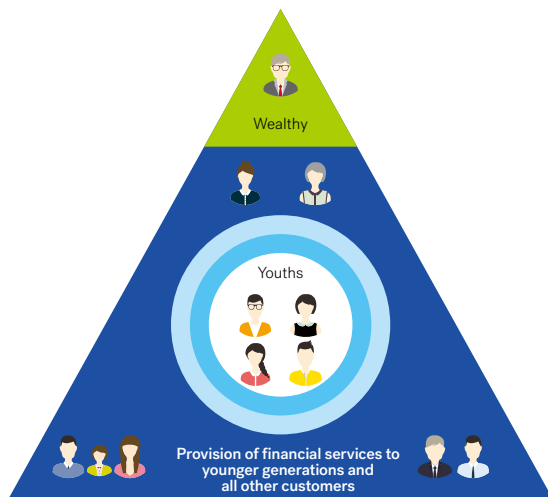 Wealthy
Youths
Provision of financial services to
younger generations and
all other customers